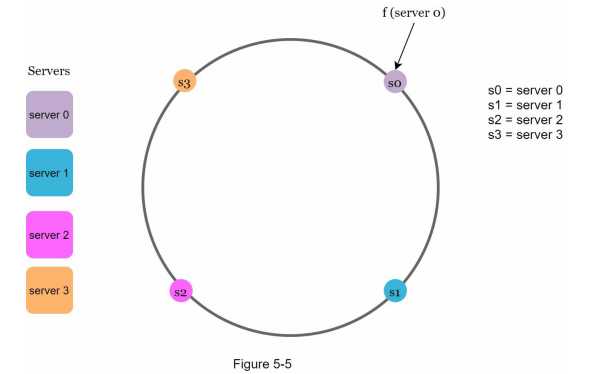 f (server 0)
Servers
server 0
server 1
server 2
server 3
s3
s0
s2
s1
s0 = server 0
s1 = server 1
s2 = server 2
s3 = server 3
Figure 5-5